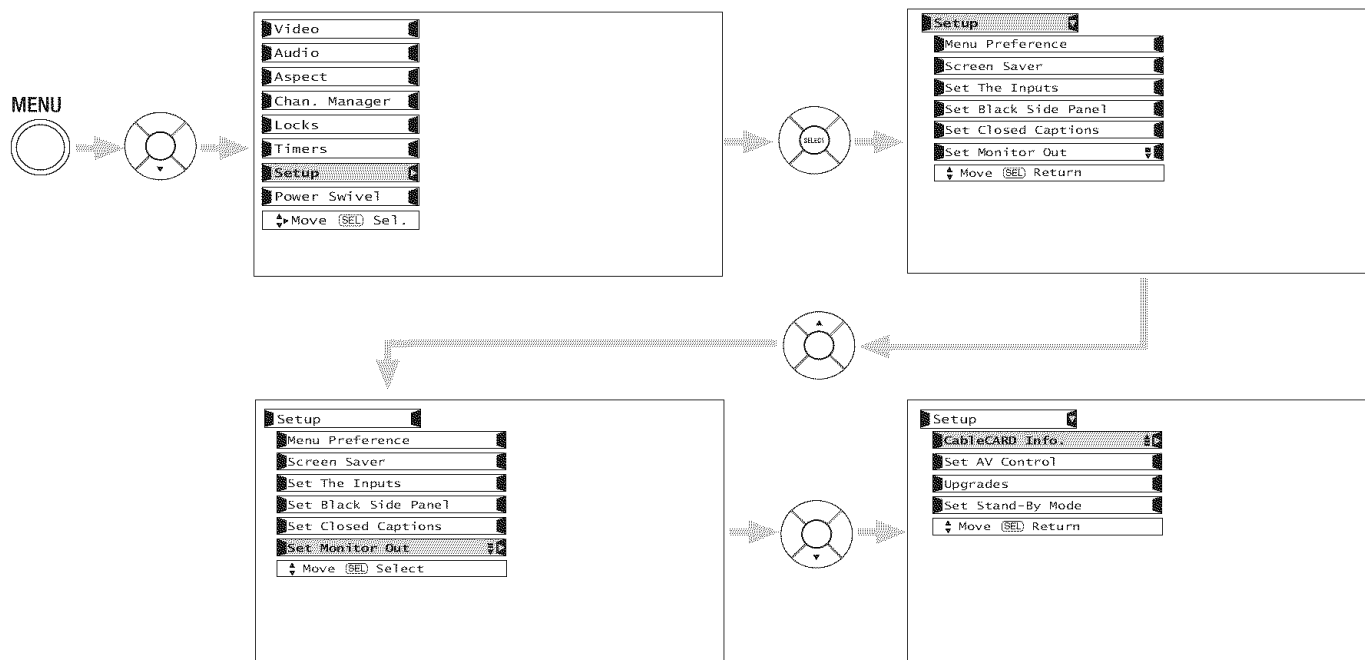 MENU
Video
Audio
Aspect
Chan. Manager
Locks
Timers
Setup
Power Swivel
Move SEL Sel.
SELECT
Setup
Menu Preference
Screen Saver
Set The Inputs
Set Black Side Panel
Set Closed Captions
Set Monitor Out
Move SEL Return
Setup
Menu Preference
Screen Saver
Set The Inputs
Set Black Side Panel
Set Closed Captions
Set Monitor Out
Move SEL Select
Setup
CableCARD Info.
Set AV Control
Upgrades
Set Stand-By Mode
Move SEL Return